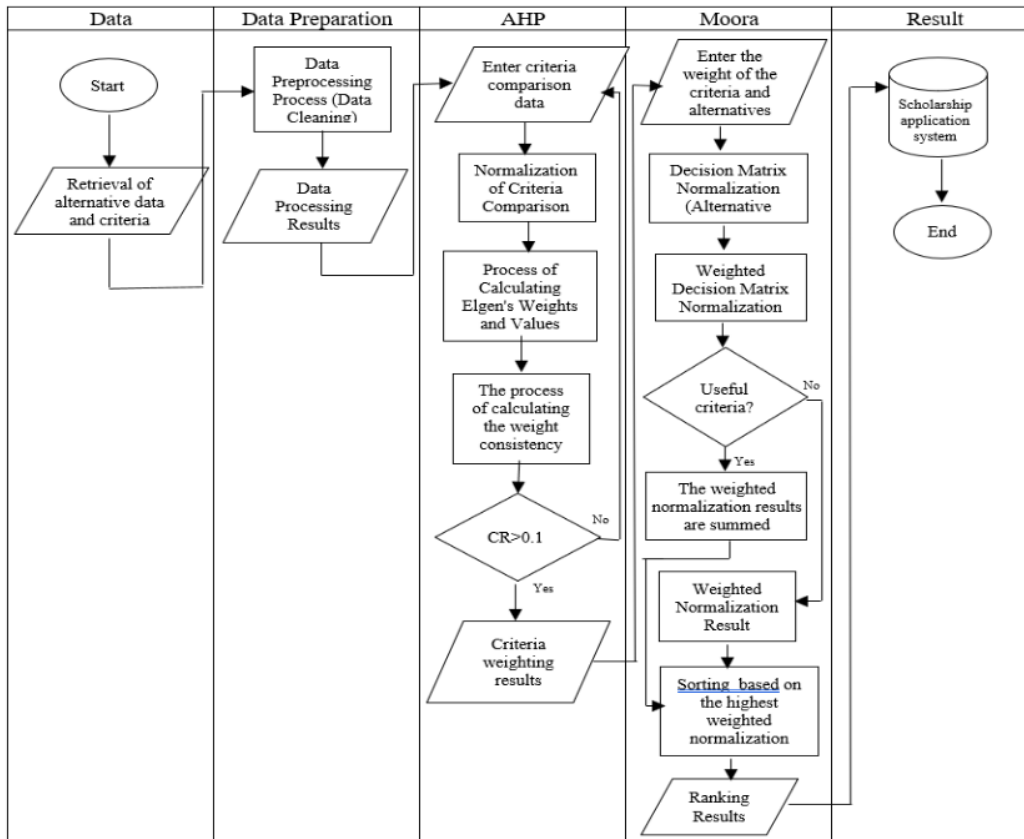 Data
Data Preparation
AHP
Moora
Result
Start
Retrieval of
alternative data
and criteria
Data
Preprepossing
Process (Data
Cleaning)
Data
Processing
Results
Enter criteria
comparison
data
Normalization
of Criteria
Comparison
Process of
Calculating
Elgen's Weights
and Values
The process
of calculating
the weight
consistency
CR>0.1
No
Yes
Criteria
weighting
results
Enter the
weight of the
criteria and
alternatives
Decision Matrix
Normalization
(Alternative
Weighted
Decision Matrix
Normalization
Useful
criteria?
No
Yes
The weighted
normalization results
are summed
Weighted
Normalization
Result
Sorting based on
the highest
weighted
normalization
Ranking
Results
Scholarship
application
system
End